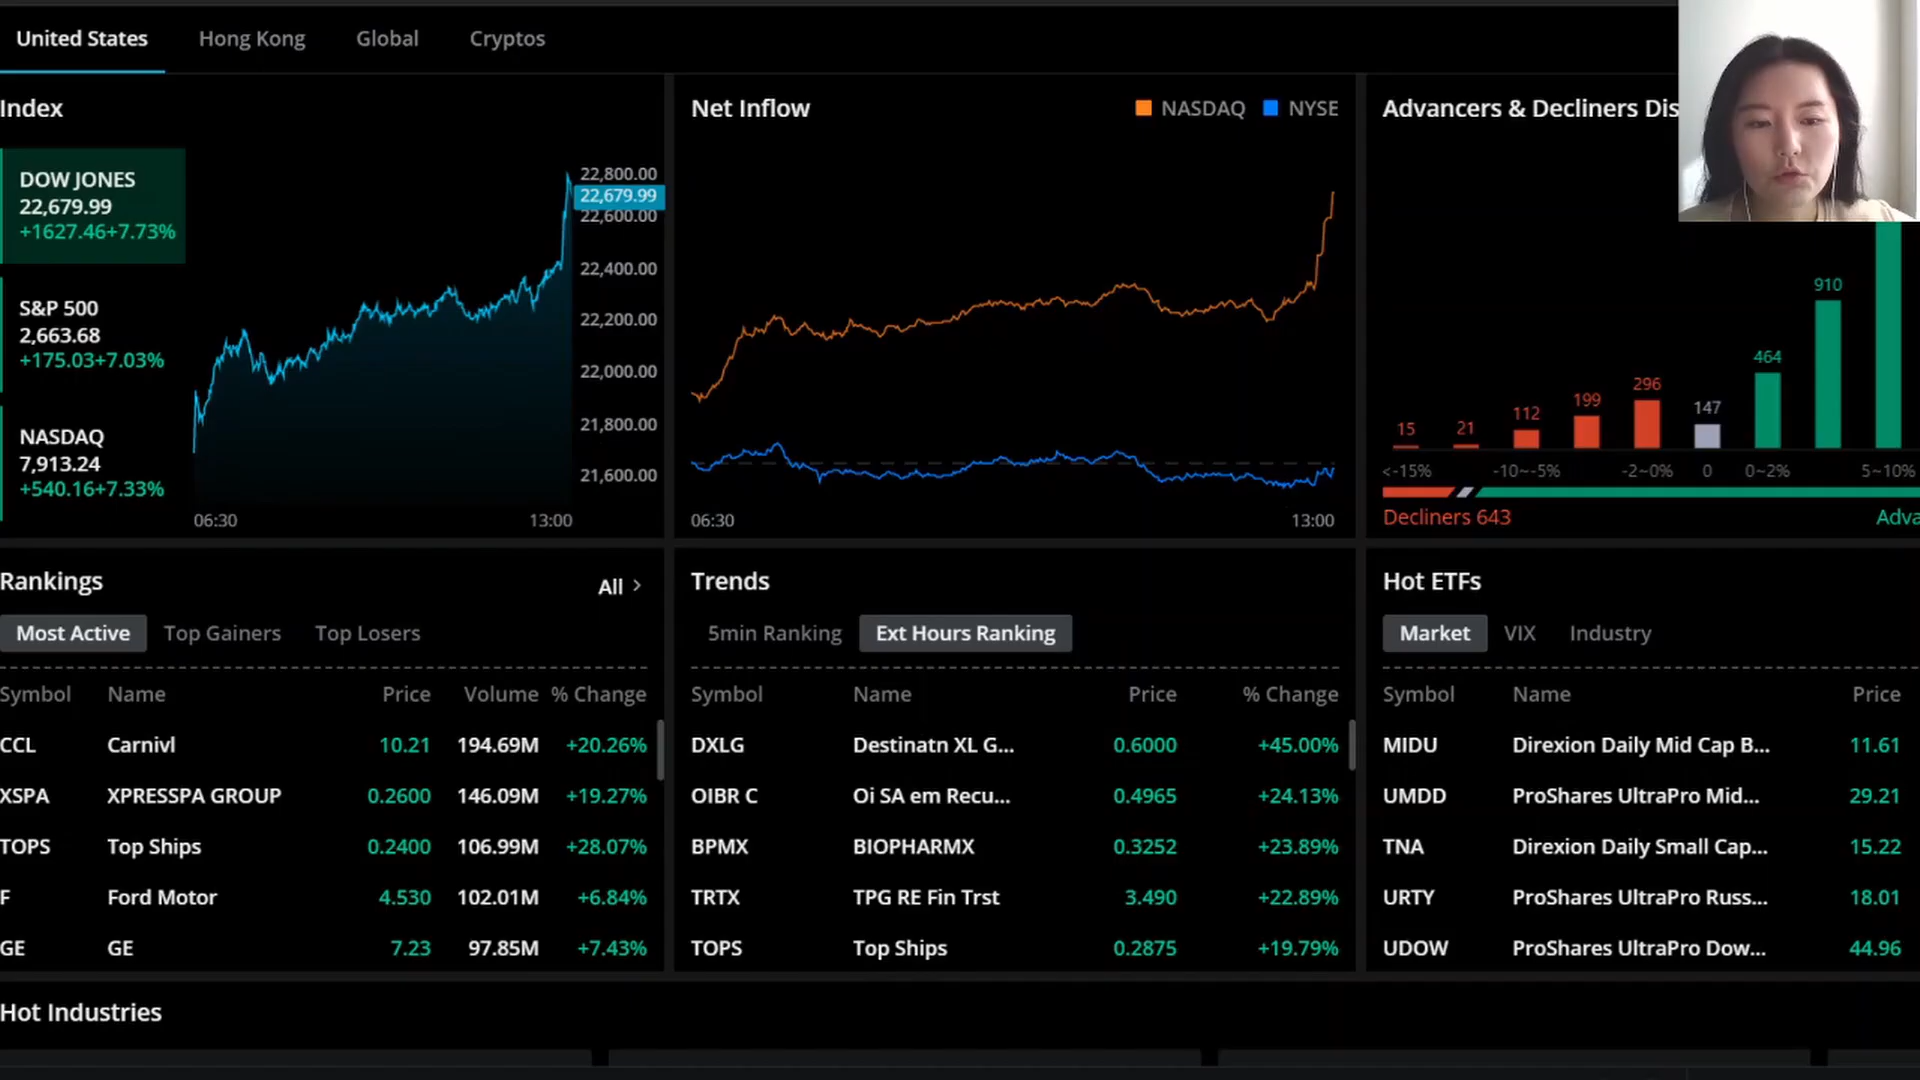 United States Hong Kong Global Cryptos
Index
DOW JONES
22,679.99
+1627.46+7.73%
S&P 500
2,663.68
+175.03+7.03%
NASDAQ
7,913.24
+540.16+7.33%
22,800.00
22,679.99
22,600.00
22,400.00
22,200.00
22,000.00
21,800.00
21,600.00
06:30 13:00
Net Inflow NASDAQ NYSE
06:30 13:00
Advancers & Decliners Dis
15 21 112 199 296 147 464 910
<-15% -10~-5% -2~0% 0 0~2% 5~10%
Decliners 643 Adva
Rankings All >
Most Active Top Gainers Top Losers
Symbol Name Price Volume % Change
CCL Carnivl 10.21 194.69M +20.26%
XSPA XPRESSPA GROUP 0.2600 146.09M +19.27%
TOPS Top Ships 0.2400 106.99M +28.07%
F Ford Motor 4.530 102.01M +6.84%
GE GE 7.23 97.85M +7.43%
Trends
5min Ranking Ext Hours Ranking
Symbol Name Price % Change
DXLG Destinatn XL G... 0.6000 +45.00%
OIBR C Oi SA em Recu... 0.4965 +24.13%
BPMX BIOPHARMX 0.3252 +23.89%
TRTX TPG RE Fin Trst 3.490 +22.89%
TOPS Top Ships 0.2875 +19.79%
Hot ETFs
Market VIX Industry
Symbol Name Price
MIDU Direxion Daily Mid Cap B... 11.61
UMDD ProShares UltraPro Mid... 29.21
TNA Direxion Daily Small Cap... 15.22
URTY ProShares UltraPro Russ... 18.01
UDOW ProShares UltraPro Dow... 44.96
Hot Industries